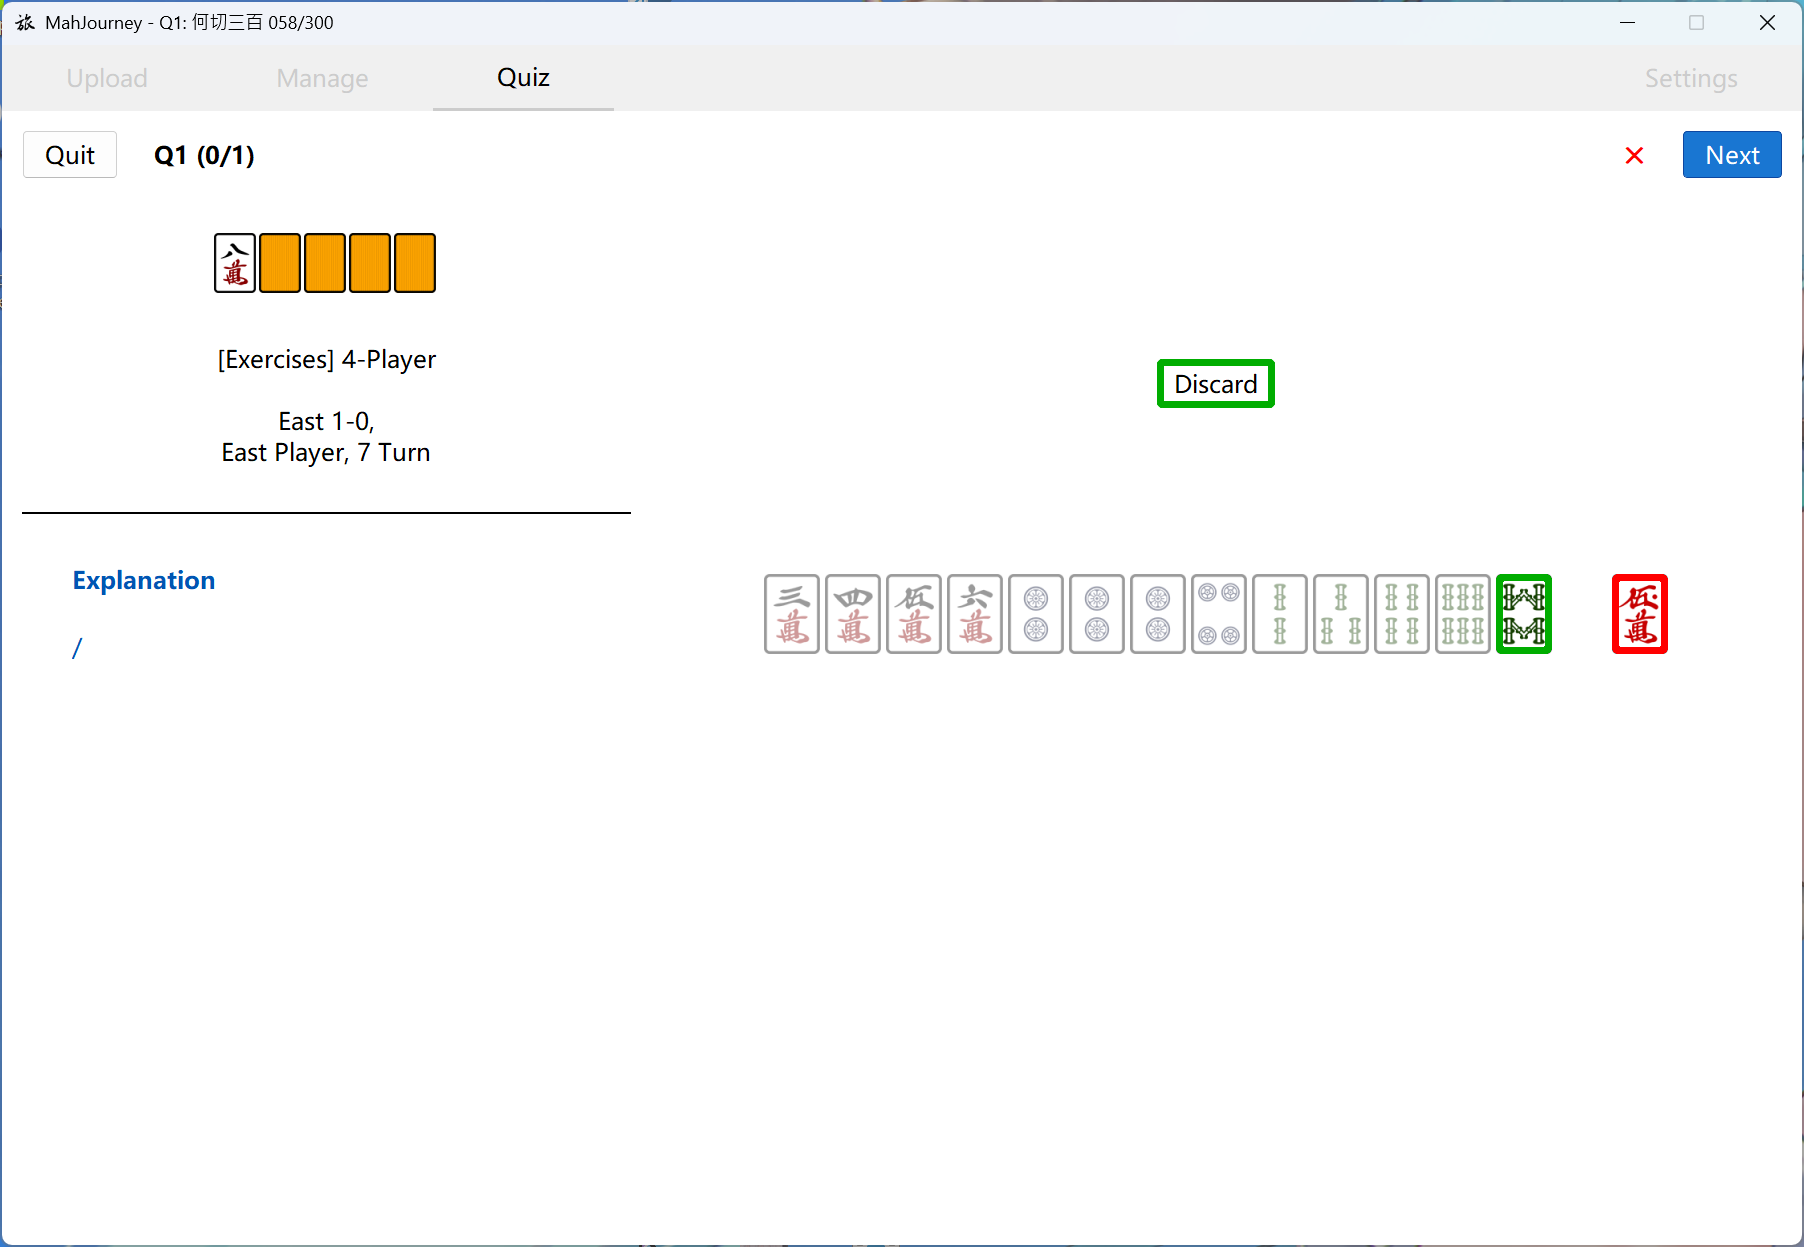 旅 MahJourney - Q1: 何切三百 058/300
Upload Manage Quiz Settings
Quit Q1 (0/1) × Next
八萬
[Exercises] 4-Player
East 1-0,
East Player, 7 Turn
Discard
Explanation
/
三萬 四萬 伍萬 六萬 伍萬